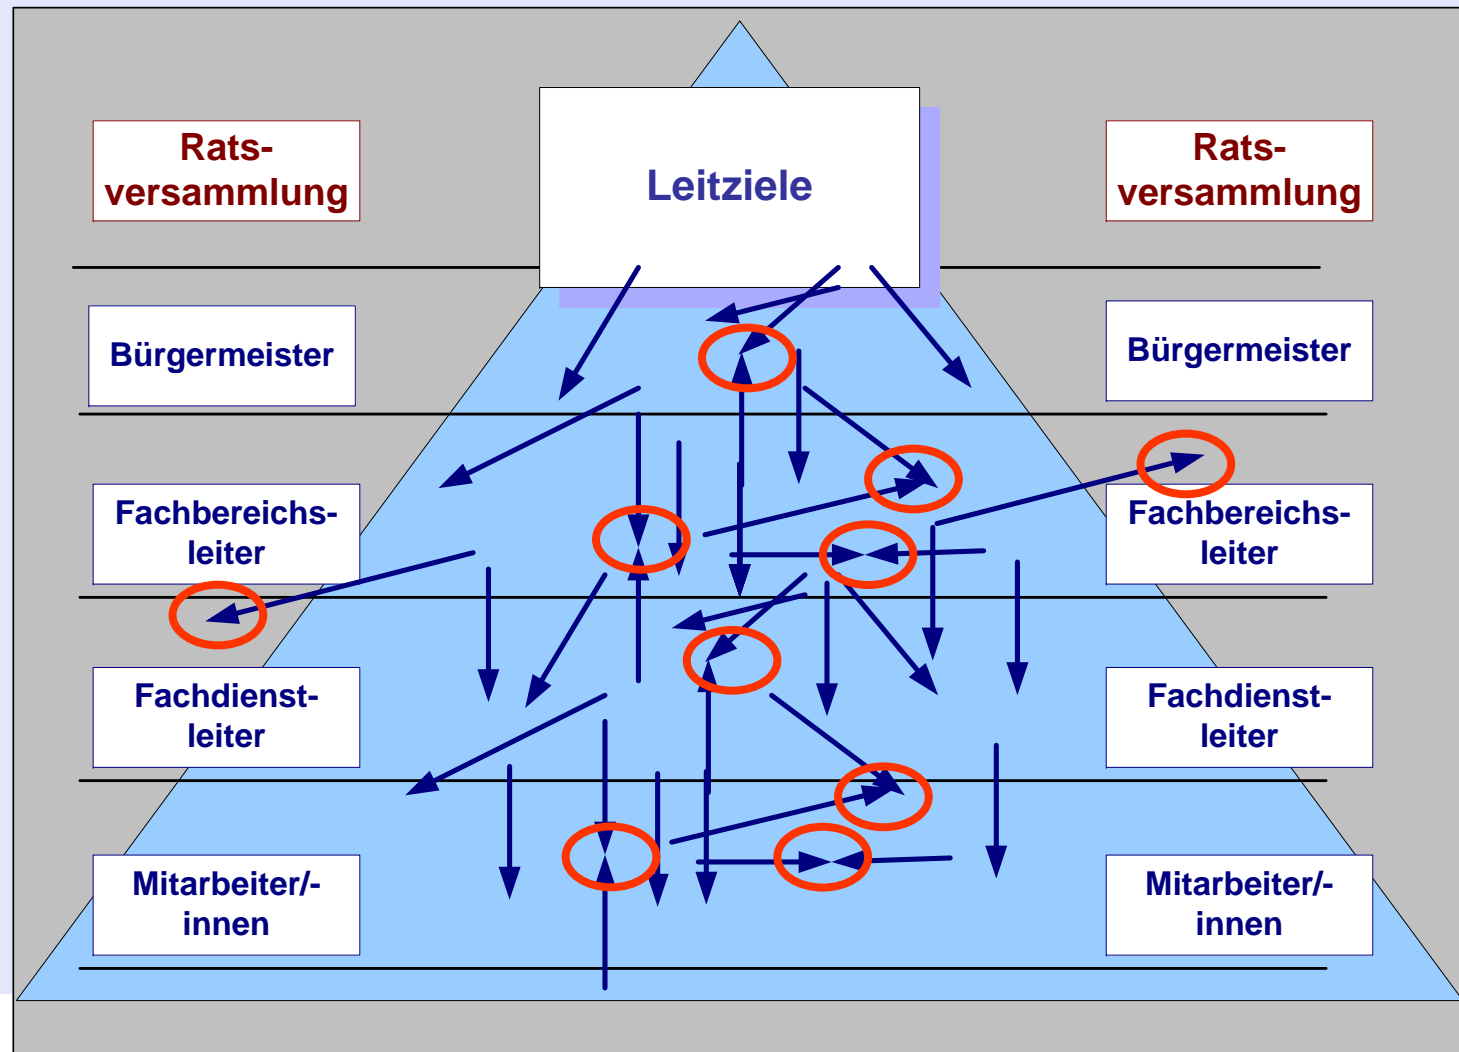 Rats-
versammlung
Leitziele
Rats-
versammlung
Bürgermeister
Bürgermeister
Fachbereichs-
leiter
Fachbereichs-
leiter
Fachdienst-
leiter
Fachdienst-
leiter
Mitarbeiter/-
innen
Mitarbeiter/-
innen